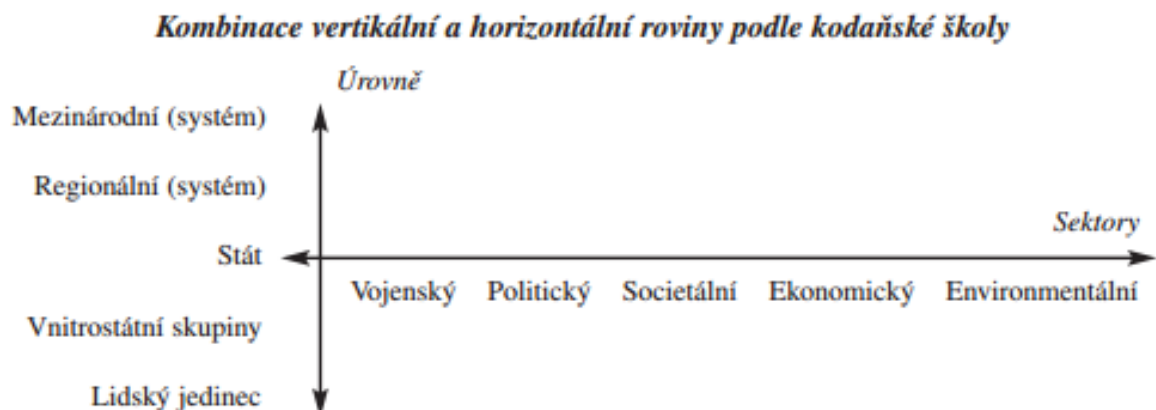 Kombinace vertikální a horizontální roviny podle kodaňské školy
Úrovně
Mezinárodní (systém)
Regionální (systém)
Sektory
Stát
Vojenský Politický Societální Ekonomický Environmentální
Vnitrostátní skupiny
Lidský jedinec